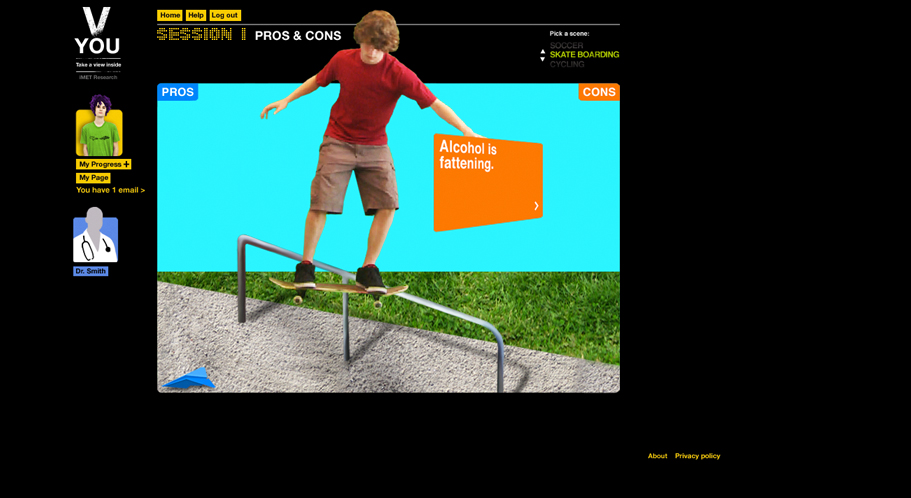 Home Help Log out
SESSION 1 PROS & CONS
Pick a scene:
SOCCER
SKATE BOARDING
CYCLING
V
YOU
Take a view inside
iMET Research
My Progress +
My Page
You have 1 email >
Dr. Smith
PROS
CONS
Alcohol is
fattening.
About Privacy policy